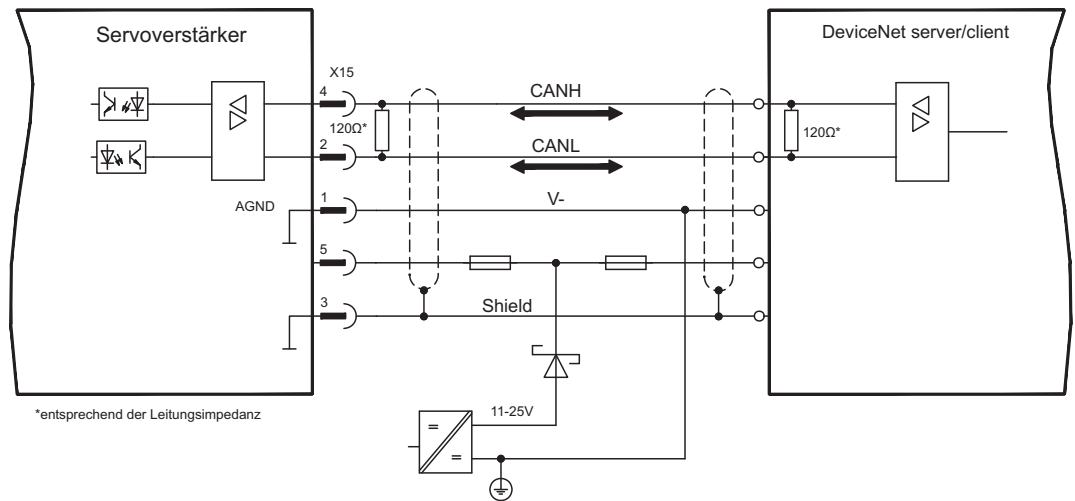 Servoverstärker
DeviceNet server/client
X15
4
CANH
120Ω*
120Ω*
2
CANL
AGND
1
V-
5
3
Shield
*entsprechend der Leitungsimpedanz
11-25V
=
=